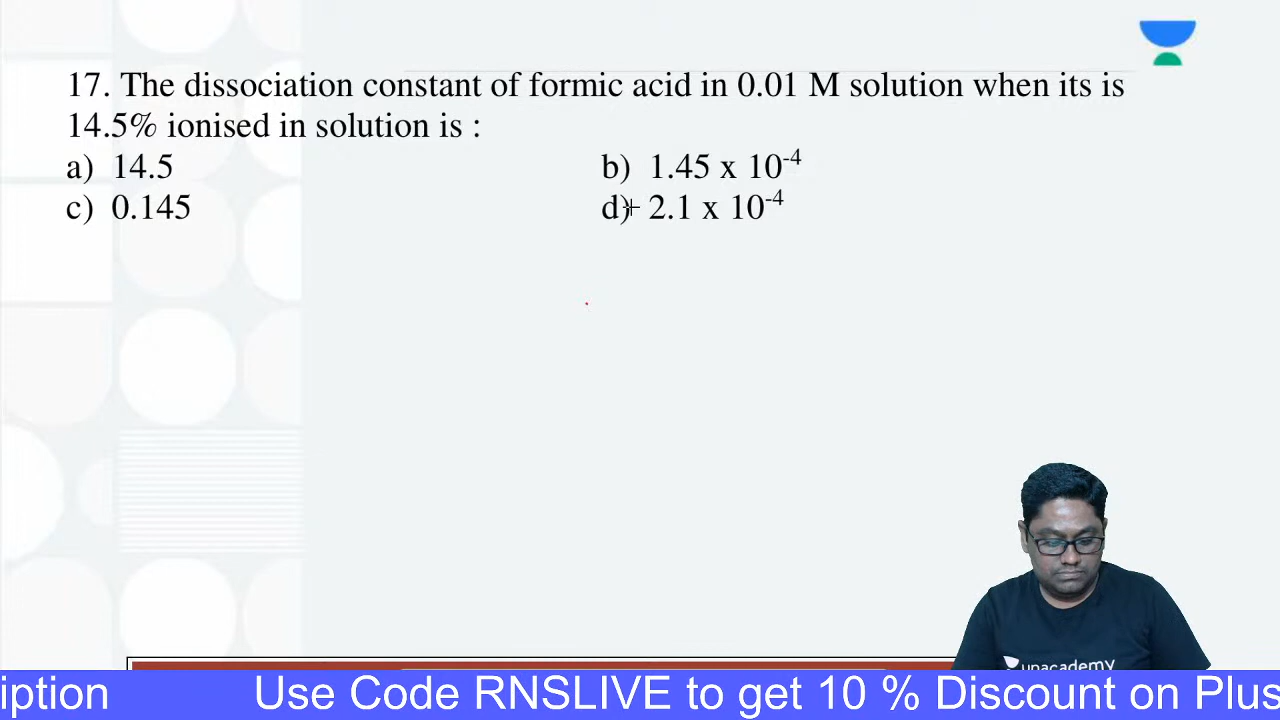 17. The dissociation constant of formic acid in 0.01 M solution when its is
14.5% ionised in solution is :
a) 14.5
b) 1.45 x 10⁻⁴
c) 0.145
d) 2.1 x 10⁻⁴
unacademy
iption Use Code RNSLIVE to get 10 % Discount on Plus